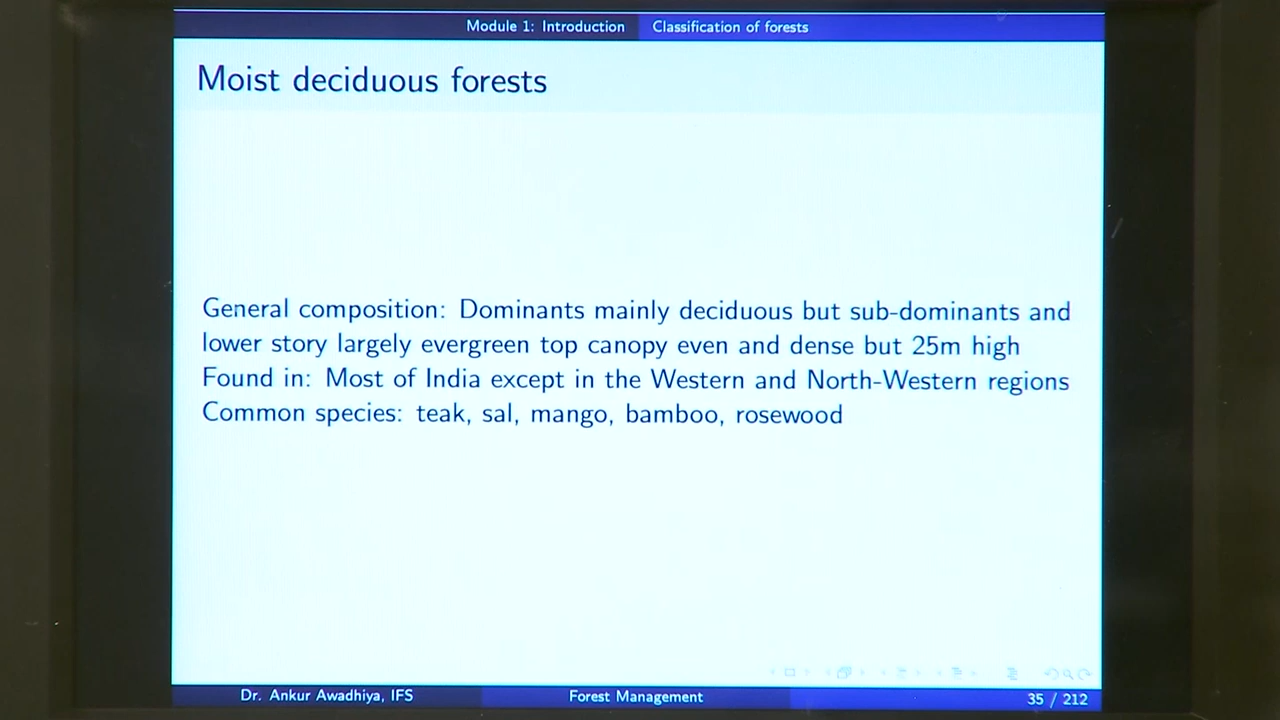 Module 1: Introduction Classification of forests
Moist deciduous forests
General composition: Dominants mainly deciduous but sub-dominants and
lower story largely evergreen top canopy even and dense but 25m high
Found in: Most of India except in the Western and North-Western regions
Common species: teak, sal, mango, bamboo, rosewood
Dr. Ankur Awadhiya, IFS Forest Management 35 / 212